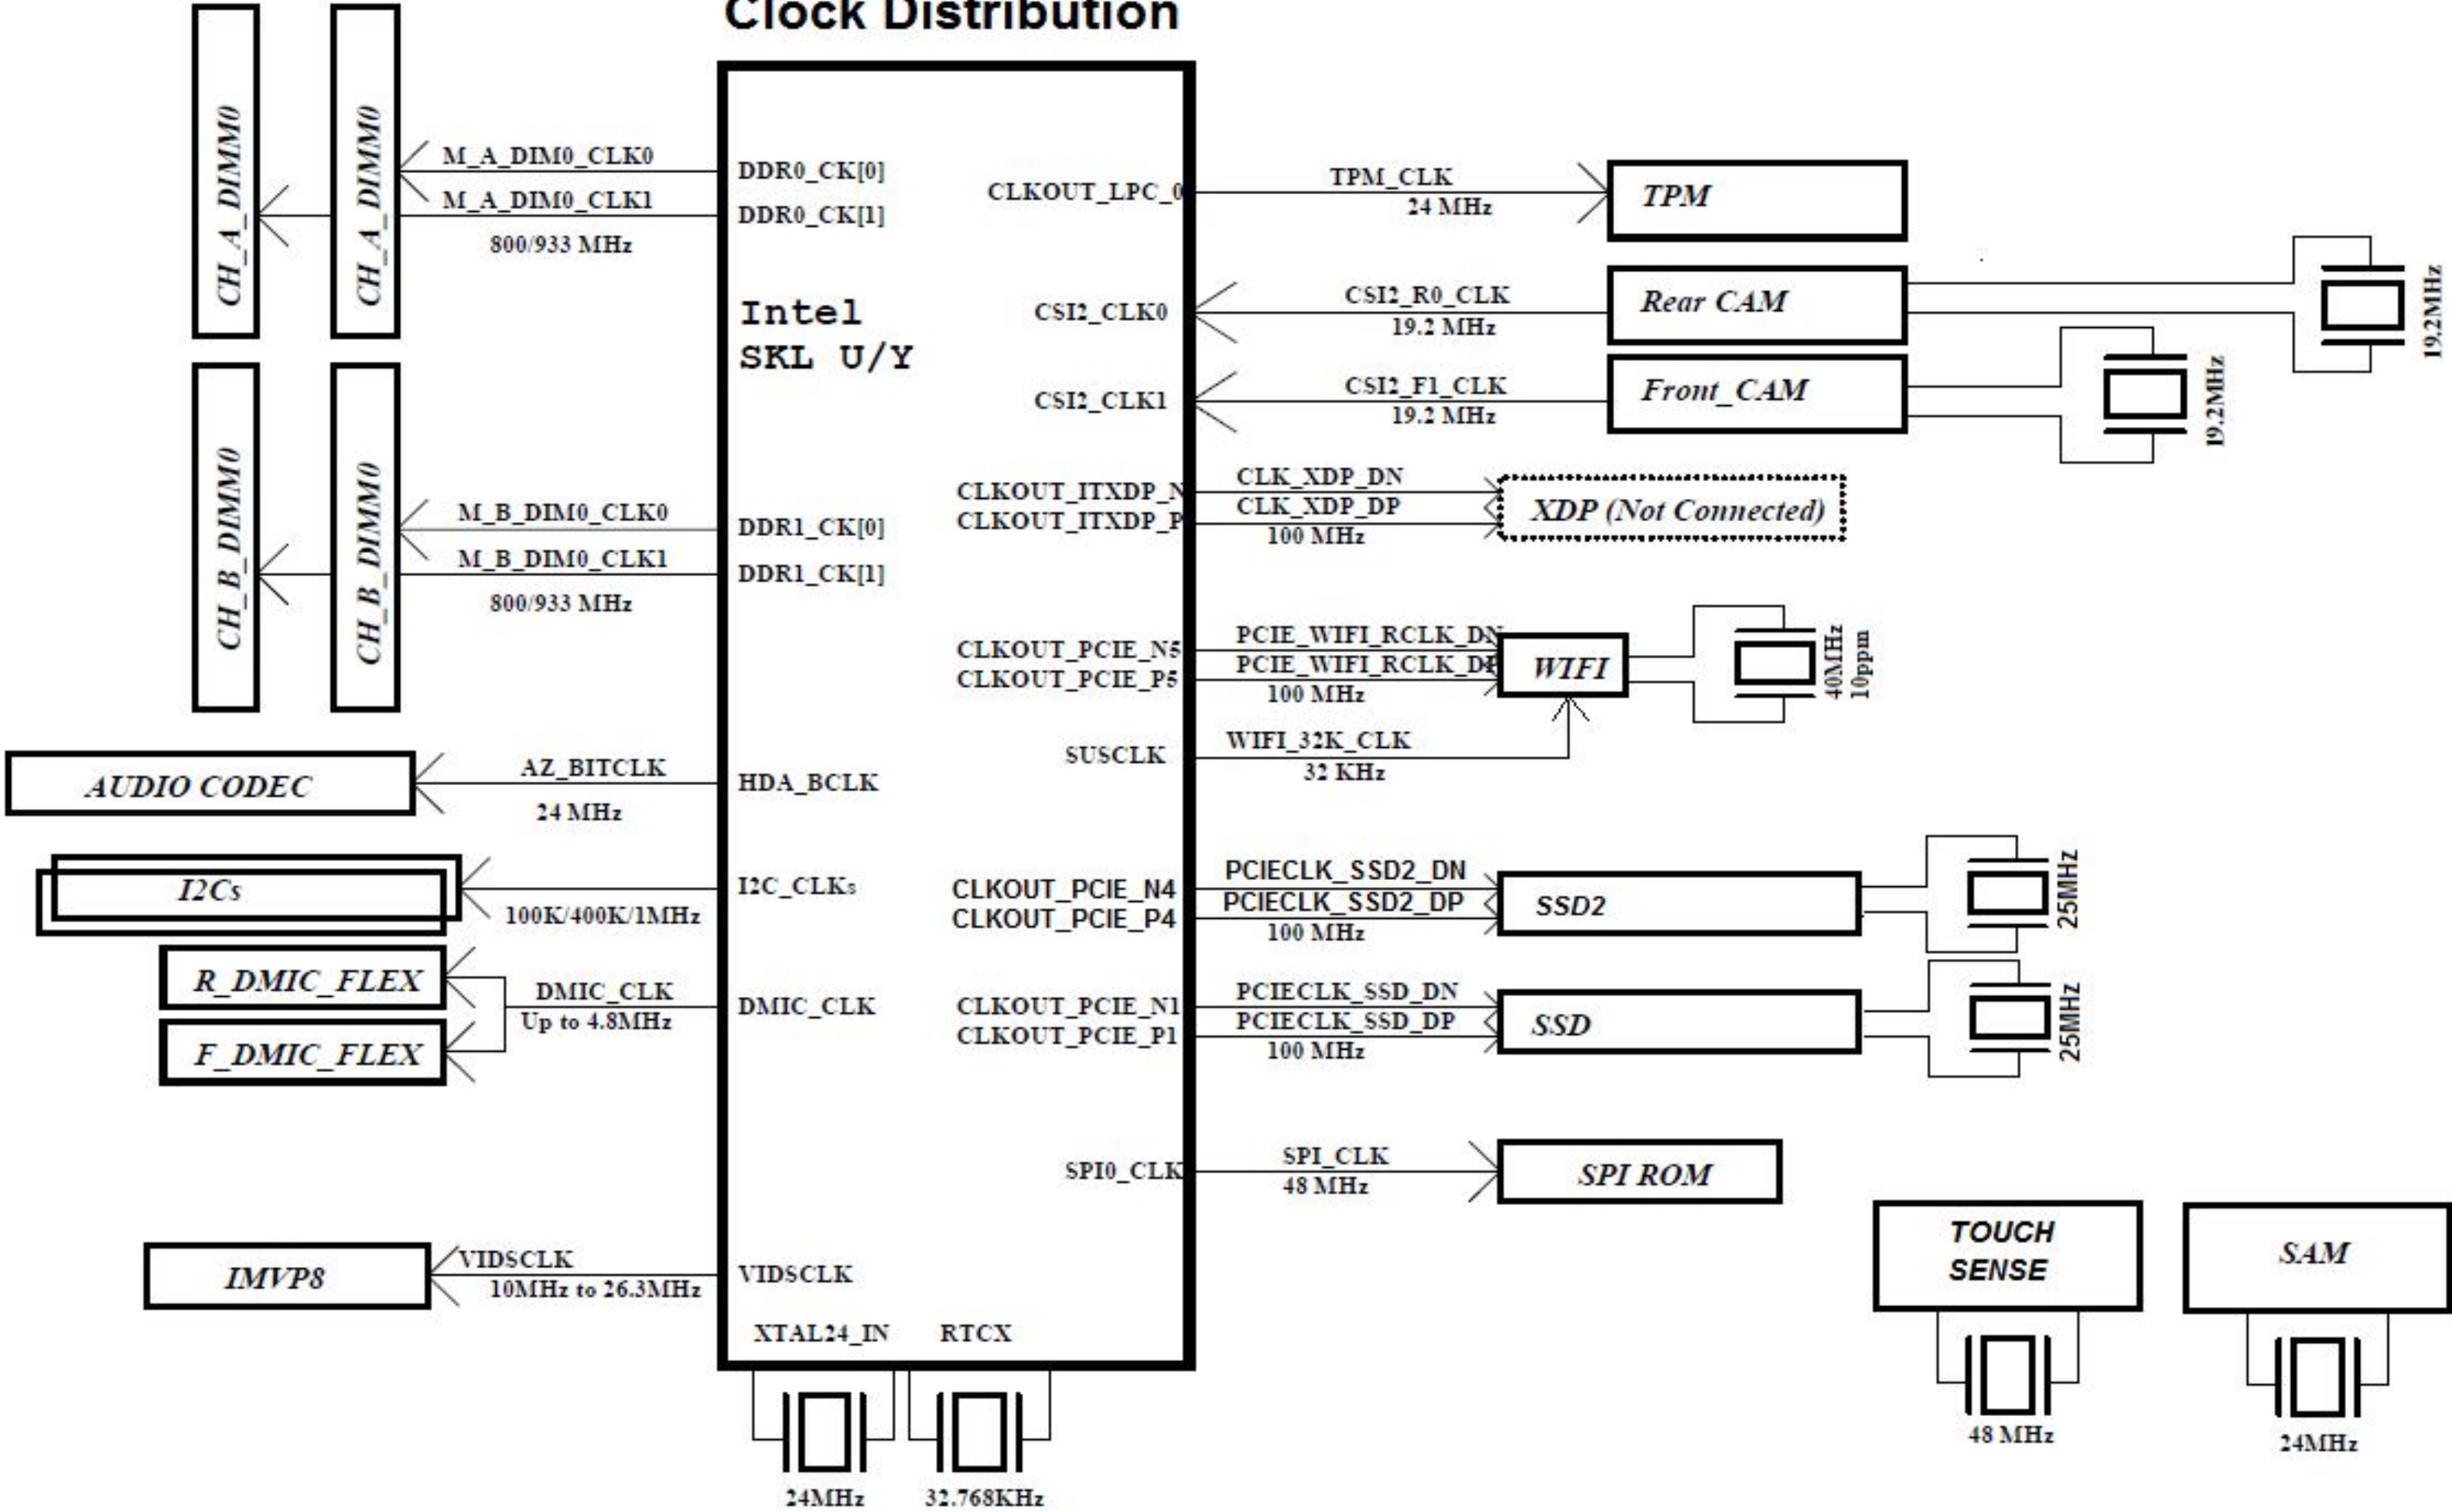 Clock Distribution
CH_A_DIMM0
CH_A_DIMM0
M_A_DIM0_CLK0
M_A_DIM0_CLK1
800/933 MHz
DDR0_CK[0]
DDR0_CK[1]
Intel
SKL U/Y
CH_B_DIMM0
CH_B_DIMM0
M_B_DIM0_CLK0
M_B_DIM0_CLK1
800/933 MHz
DDR1_CK[0]
DDR1_CK[1]
AUDIO CODEC
AZ_BITCLK
24 MHz
HDA_BCLK
I2Cs
100K/400K/1MHz
I2C_CLKs
R_DMIC_FLEX
F_DMIC_FLEX
DMIC_CLK
Up to 4.8MHz
DMIC_CLK
IMVP8
VIDSCLK
10MHz to 26.3MHz
VIDSCLK
XTAL24_IN
RTCX
24MHz
32.768KHz
CLKOUT_LPC_0
TPM_CLK
24 MHz
TPM
CSI2_CLK0
CSI2_R0_CLK
19.2 MHz
Rear CAM
19.2MHz
CSI2_CLK1
CSI2_F1_CLK
19.2 MHz
Front_CAM
19.2MHz
CLKOUT_ITXDP_N
CLKOUT_ITXDP_P
CLK_XDP_DN
CLK_XDP_DP
100 MHz
XDP (Not Connected)
CLKOUT_PCIE_N5
CLKOUT_PCIE_P5
PCIE_WIFI_RCLK_DN
PCIE_WIFI_RCLK_DP
100 MHz
WIFI
40MHz
10ppm
SUSCLK
WIFI_32K_CLK
32 KHz
CLKOUT_PCIE_N4
CLKOUT_PCIE_P4
PCIECLK_SSD2_DN
PCIECLK_SSD2_DP
100 MHz
SSD2
25MHz
CLKOUT_PCIE_N1
CLKOUT_PCIE_P1
PCIECLK_SSD_DN
PCIECLK_SSD_DP
100 MHz
SSD
25MHz
SPI0_CLK
SPI_CLK
48 MHz
SPI ROM
TOUCH
SENSE
48 MHz
SAM
24MHz